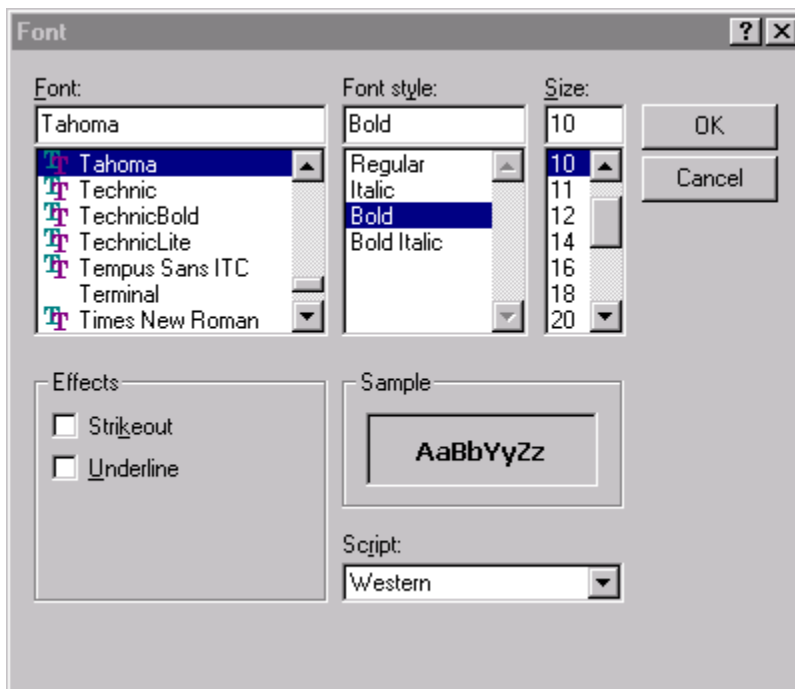 Font
Font:
Tahoma
Tahoma
Technic
TechnicBold
TechnicLite
Tempus Sans ITC
Terminal
Times New Roman
Font style:
Bold
Regular
Italic
Bold
Bold Italic
Size:
10
10
11
12
14
16
18
20
OK
Cancel
Effects
Strikeout
Underline
Sample
AaBbYyZz
Script:
Western